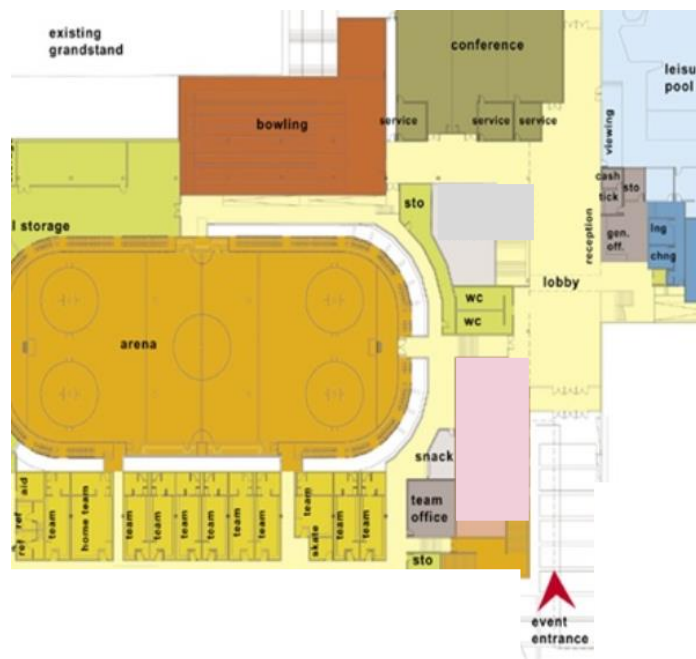 existing
grandstand
conference
leisu
pool
bowling
service
service
service
viewing
cash
sto
tick
sto
l storage
reception
gen.
off.
lng
chng
lobby
wc
wc
arena
snack
team
office
aid
ref
ref
team
home team
team
team
team
team
team
team
team
skate
team
team
sto
event
entrance